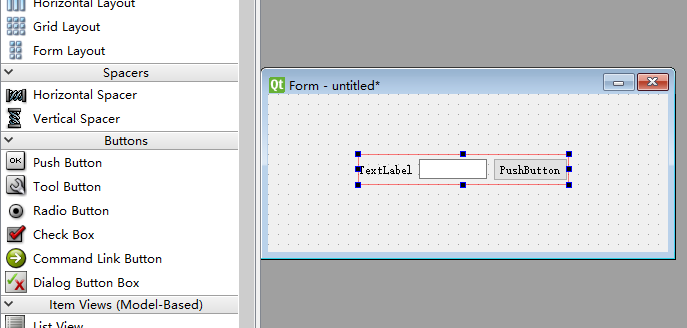 Horizontal Layout
Grid Layout
Form Layout
Spacers
Horizontal Spacer
Vertical Spacer
Buttons
OK Push Button
Tool Button
Radio Button
Check Box
Command Link Button
Dialog Button Box
Item Views (Model-Based)
List View
Qt Form - untitled*
TextLabel PushButton